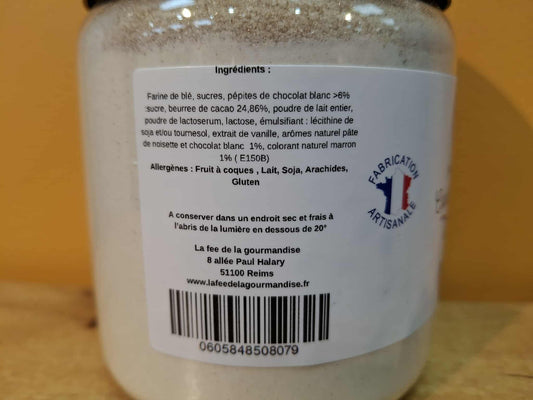 Ingrédients :
Farine de blé, sucres, pépites de chocolat blanc >6%
:sucre, beurree de cacao 24,86%, poudre de lait entier,
poudre de lactoserum, lactose, émulsifiant : lécithine de
soja et/ou tournesol, extrait de vanille, arômes naturel pâte
de noisette et chocolat blanc 1%, colorant naturel marron
1% ( E150B)
Allergènes : Fruit à coques , Lait, Soja, Arachides,
Gluten
A conserver dans un endroit sec et frais à
l'abris de la lumière en dessous de 20°
La fee de la gourmandise
8 allée Paul Halary
51100 Reims
www.lafeedelagourmandise.fr
0605848508079
FABRICATION
ARTISANALE